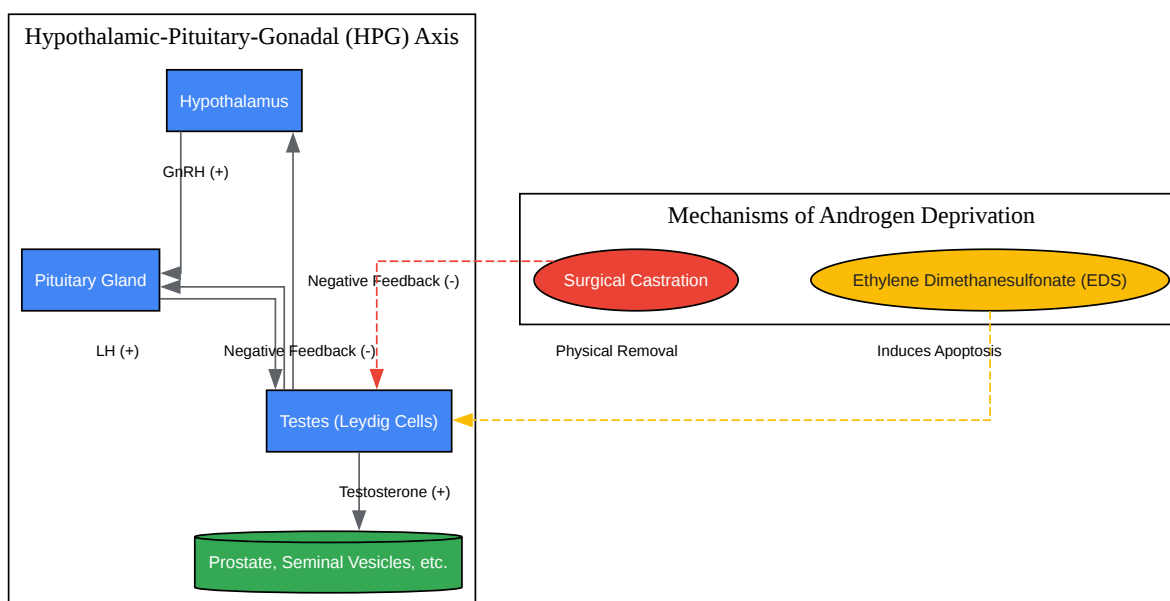 Hypothalamic-Pituitary-Gonadal (HPG) Axis
Hypothalamus
GnRH (+)
Mechanisms of Androgen Deprivation
Pituitary Gland
Negative Feedback (-)
Surgical Castration
Ethylene Dimethanesulfonate (EDS)
LH (+)
Negative Feedback (-)
Physical Removal
Induces Apoptosis
Testes (Leydig Cells)
Testosterone (+)
Prostate, Seminal Vesicles, etc.